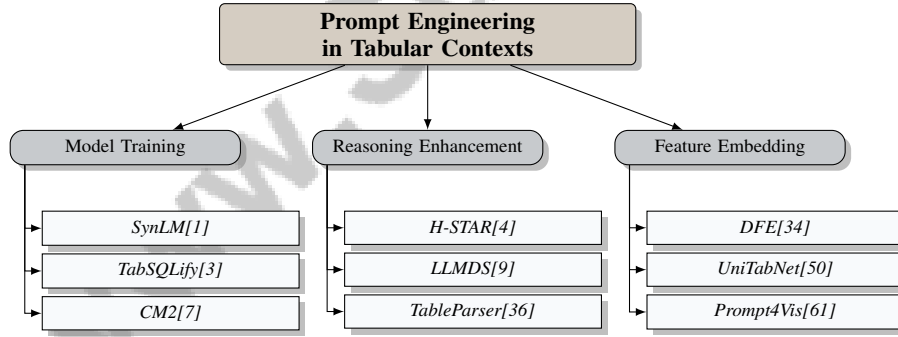 Prompt Engineering
in Tabular Contexts
Model Training
SynLM[1]
TabSQLify[3]
CM2[7]
Reasoning Enhancement
H-STAR[4]
LLMDS[9]
TableParser[36]
Feature Embedding
DFE[34]
UniTabNet[50]
Prompt4Vis[61]